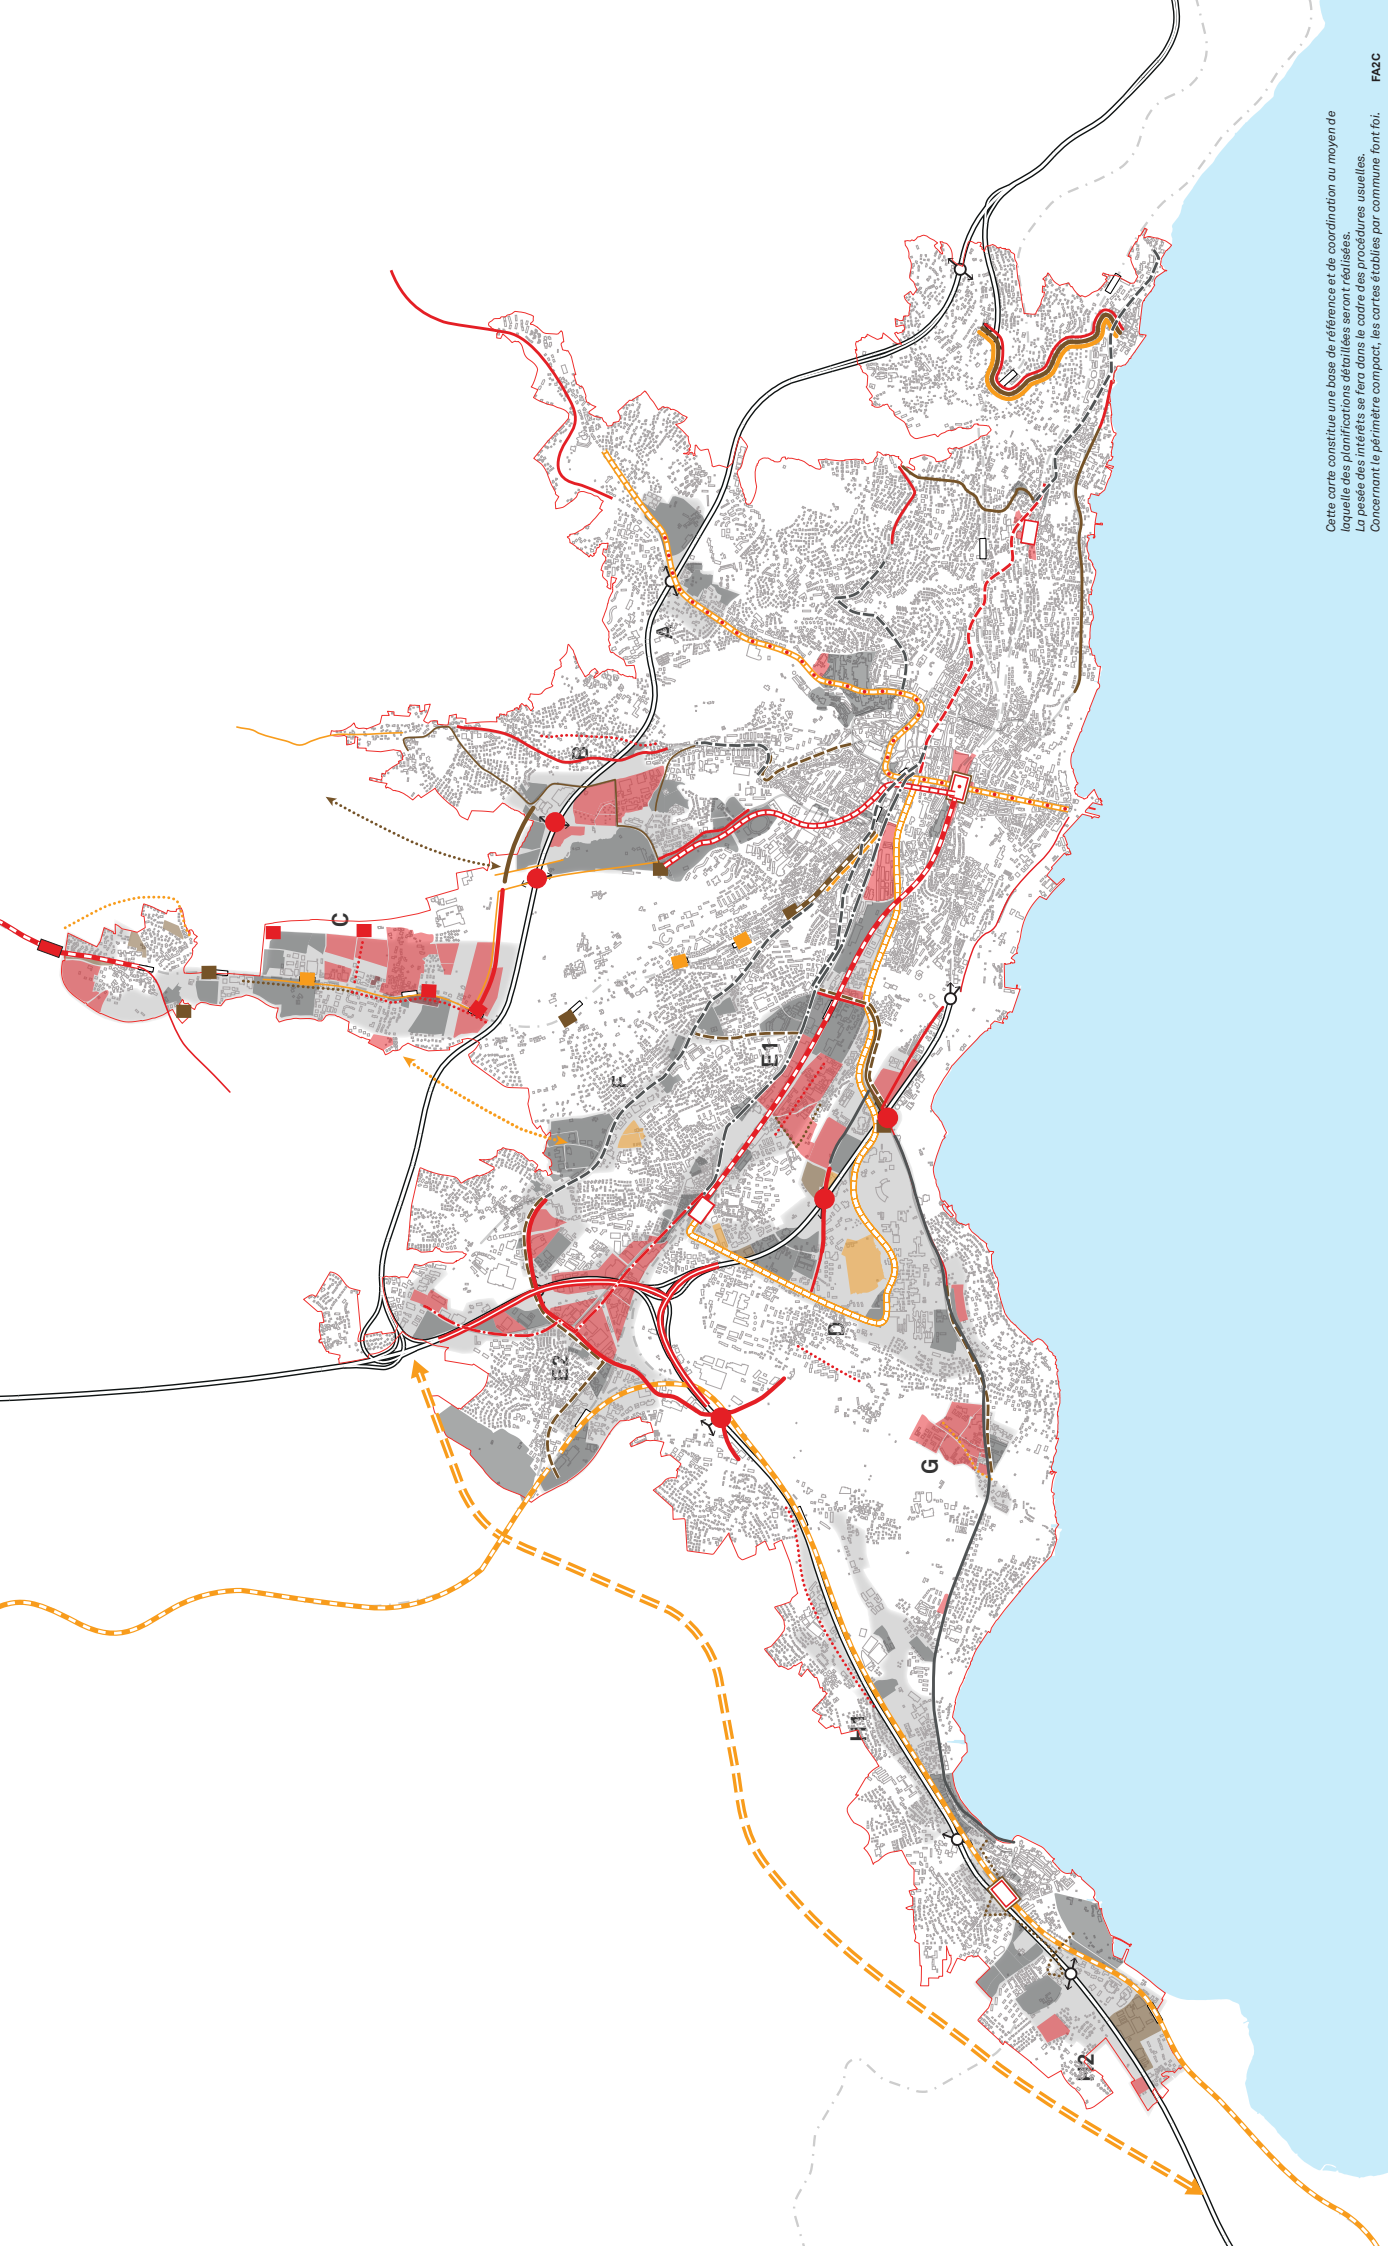 Cette carte constitue une base de référence et de coordination au moyen de
laquelle des planifications détaillées seront réalisées.
La pesée des intérêts se fera dans le cadre des procédures usuelles.
Concernant le périmètre compact, les cartes établies par commune font foi.
FA2C
A
B
C
E1
F
D
E2
G
H1
H2